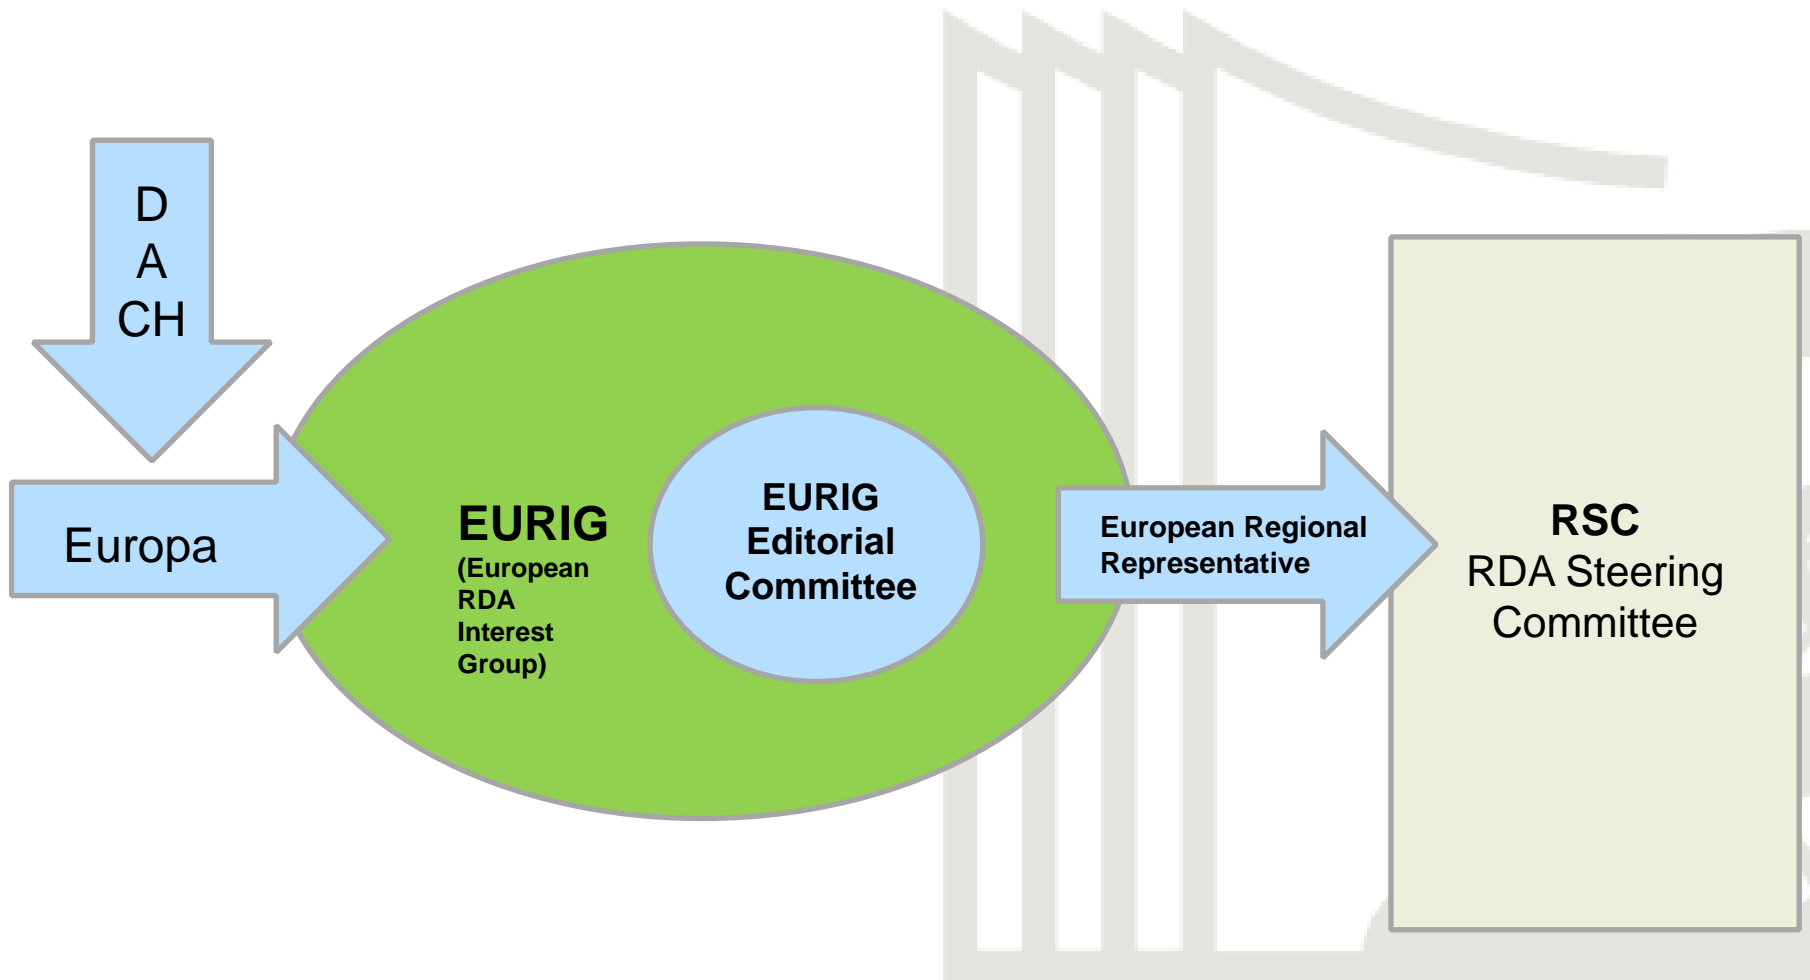 D
A
CH
Europa
EURIG
(European
RDA
Interest
Group)
EURIG
Editorial
Committee
European Regional
Representative
RSC
RDA Steering
Committee